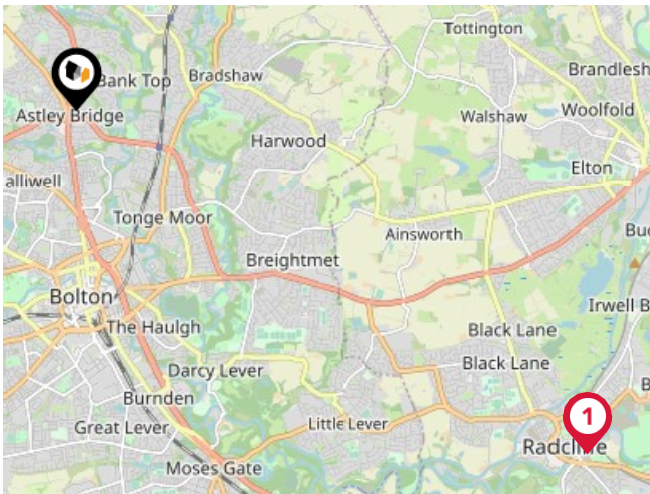 Tottington
Bank Top
Bradshaw
Brandlesh
Astley Bridge
Walshaw
Woolfold
Harwood
Elton
alliwell
Tonge Moor
Ainsworth
Bu
Breightmet
Bolton
Irwell B
The Haulgh
Black Lane
Black Lane
Darcy Lever
B
Burnden
Great Lever
Little Lever
1
Radcliffe
Moses Gate